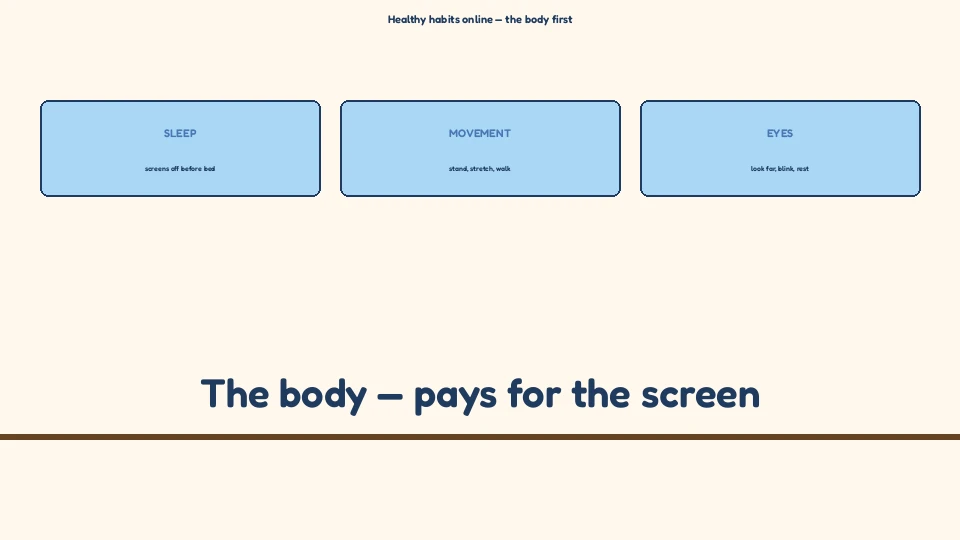 Healthy habits online — the body first
SLEEP
screens off before bed
MOVEMENT
stand, stretch, walk
EYES
look far, blink, rest
The body — pays for the screen